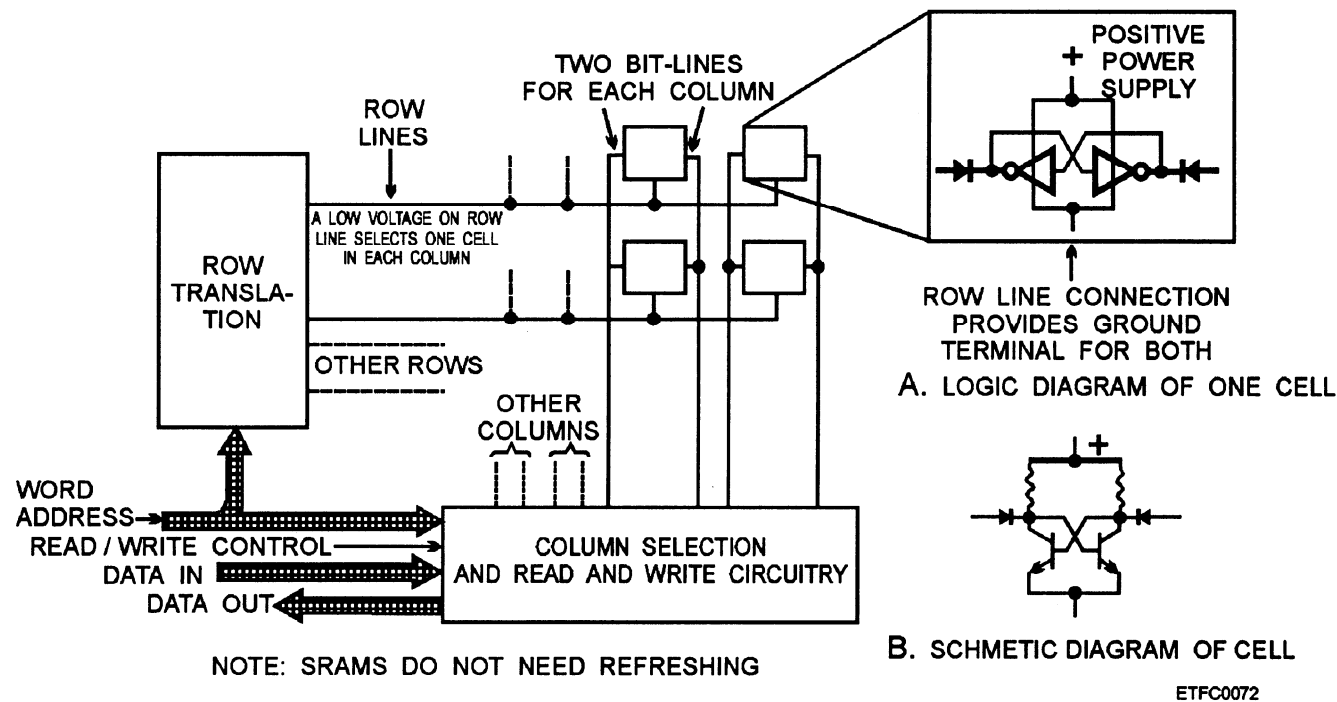 POSITIVE
+ POWER
SUPPLY
TWO BIT-LINES
FOR EACH COLUMN
ROW
LINES
A LOW VOLTAGE ON ROW
LINE SELECTS ONE CELL
IN EACH COLUMN
ROW
TRANSLA-
TION
OTHER ROWS
ROW LINE CONNECTION
PROVIDES GROUND
TERMINAL FOR BOTH
A. LOGIC DIAGRAM OF ONE CELL
OTHER
COLUMNS
+
WORD
ADDRESS
READ / WRITE CONTROL
DATA IN
DATA OUT
COLUMN SELECTION
AND READ AND WRITE CIRCUITRY
B. SCHMETIC DIAGRAM OF CELL
NOTE: SRAMS DO NOT NEED REFRESHING
ETFC0072